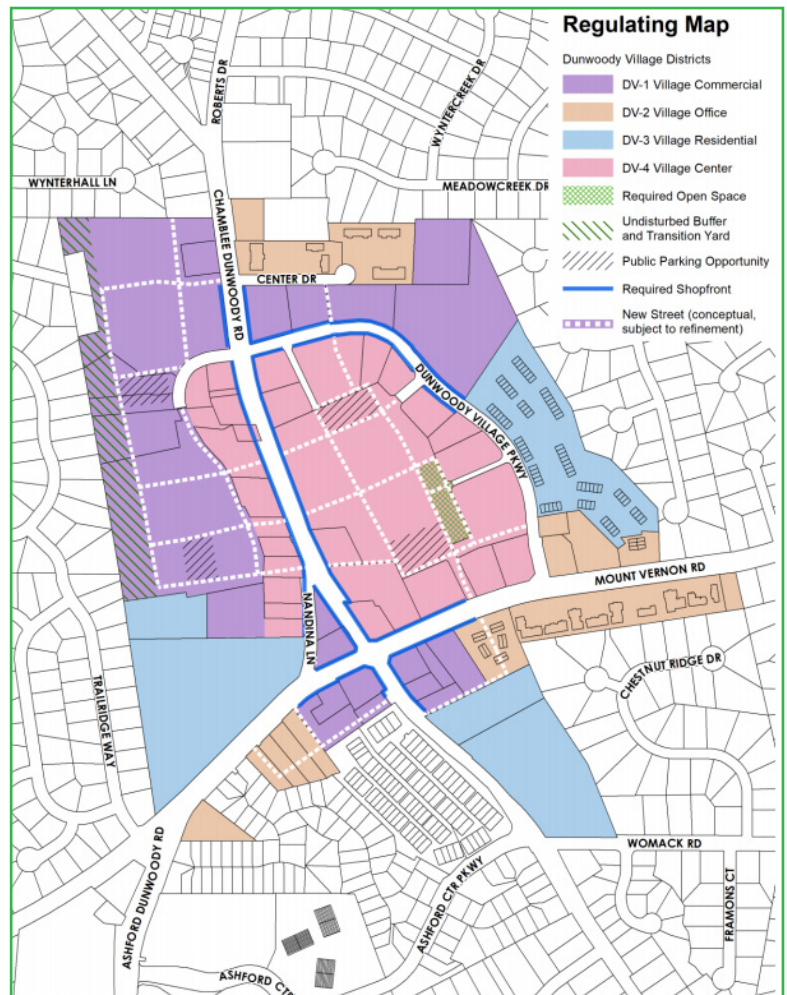 Regulating Map
Dunwoody Village Districts
DV-1 Village Commercial
DV-2 Village Office
DV-3 Village Residential
DV-4 Village Center
Required Open Space
Undisturbed Buffer
and Transition Yard
Public Parking Opportunity
Required Shopfront
New Street (conceptual,
subject to refinement)
ROBERTS DR
WYNTERCREEK DR
WYNTERHALL LN
MEADOWCREEK DR
CHAMBLEE DUNWOODY RD
CENTER DR
DUNWOODY VILLAGE PKWY
MOUNT VERNON RD
NANDINA LN
CHESTNUT RIDGE DR
TRAILRIDGE WAY
WOMACK RD
ASHFORD DUNWOODY RD
ASHFORD CTR PKWY
FRAMONS CT
ASHFORD CTR